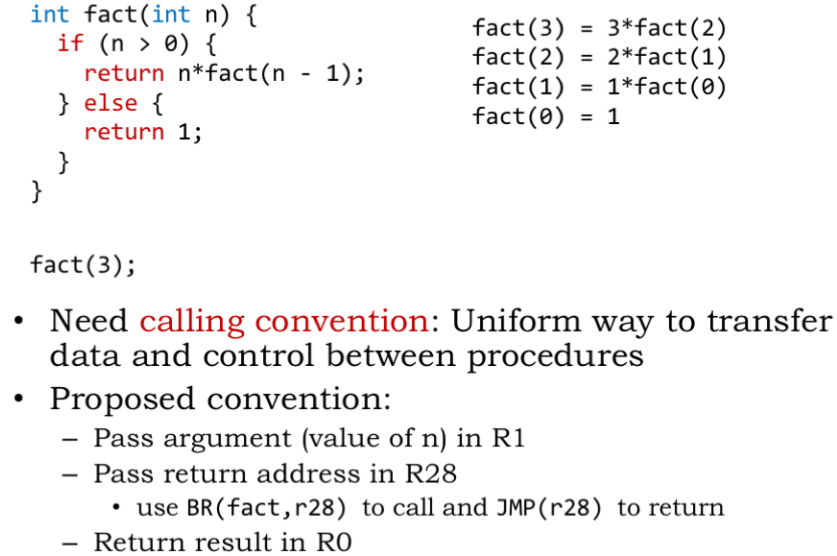 int fact(int n) {
  if (n > 0) {
    return n*fact(n - 1);
  } else {
    return 1;
  }
}
fact(3);
fact(3) = 3*fact(2)
fact(2) = 2*fact(1)
fact(1) = 1*fact(0)
fact(0) = 1
• Need calling convention: Uniform way to transfer
data and control between procedures
• Proposed convention:
– Pass argument (value of n) in R1
– Pass return address in R28
• use BR(fact,r28) to call and JMP(r28) to return
– Return result in R0